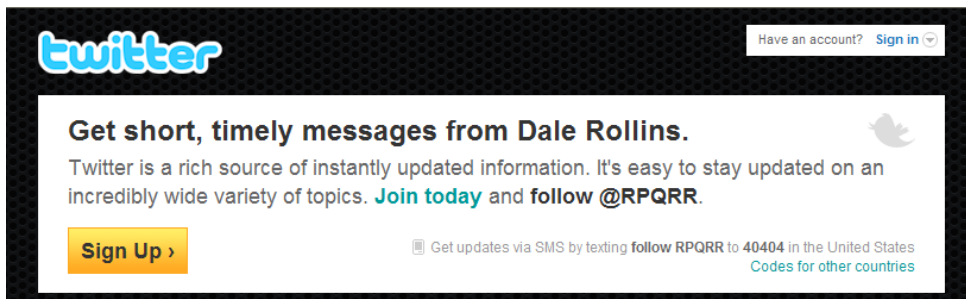 twitter
Have an account? Sign in
Get short, timely messages from Dale Rollins.
Twitter is a rich source of instantly updated information. It's easy to stay updated on an
incredibly wide variety of topics. Join today and follow @RPQRR.
Sign Up ›
Get updates via SMS by texting follow RPQRR to 40404 in the United States
Codes for other countries